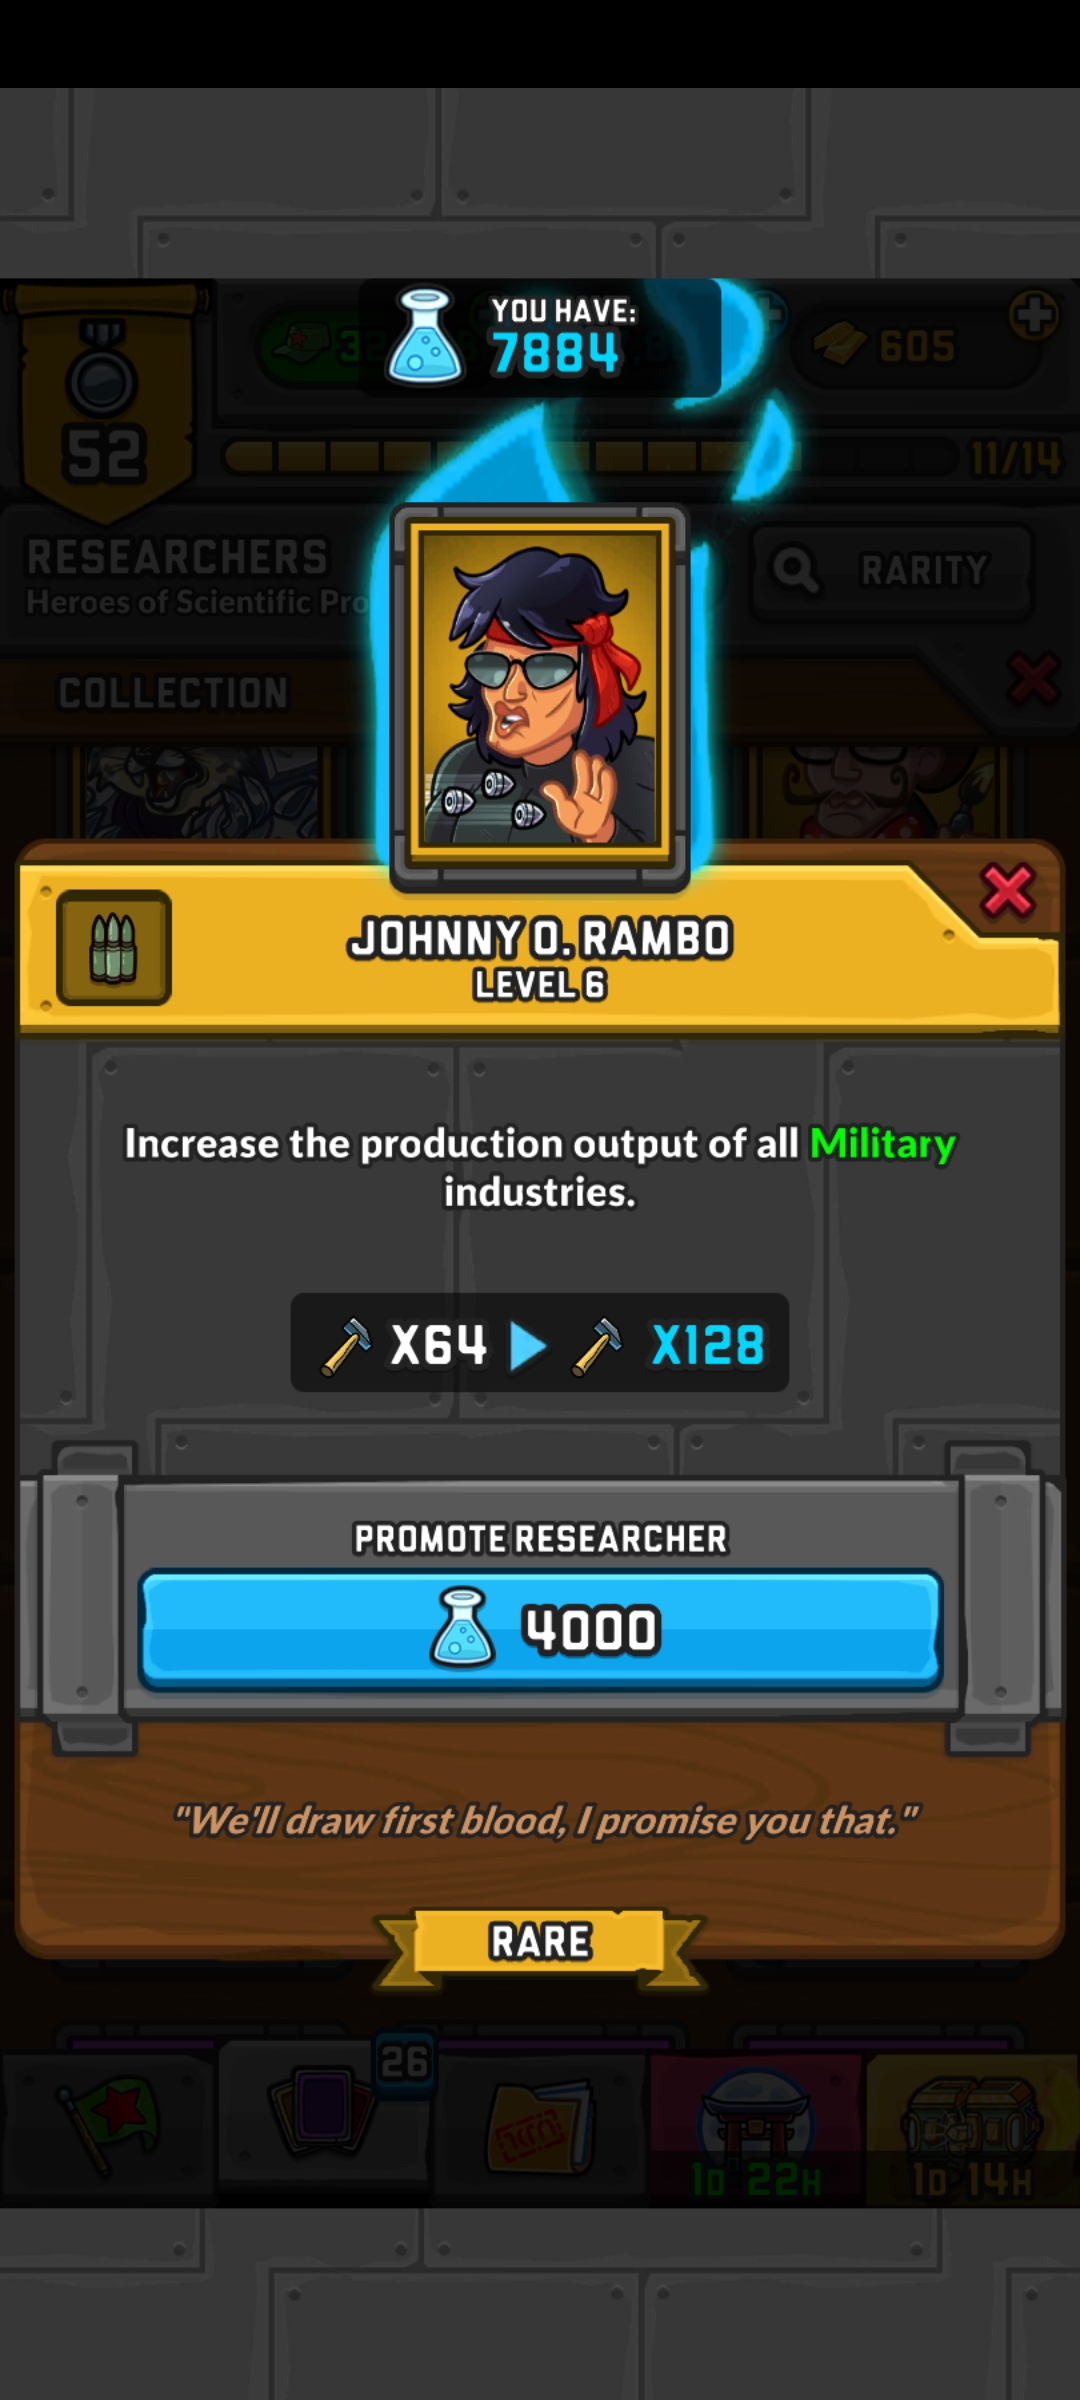 YOU HAVE:
7884
605
52
11/14
RESEARCHERS
Heroes of Scientific Pro
RARITY
COLLECTION
JOHNNY O. RAMBO
LEVEL 6
Increase the production output of all Military
industries.
X64 X128
PROMOTE RESEARCHER
4000
"We'll draw first blood, I promise you that."
RARE
26
1D 22H
1D 14H